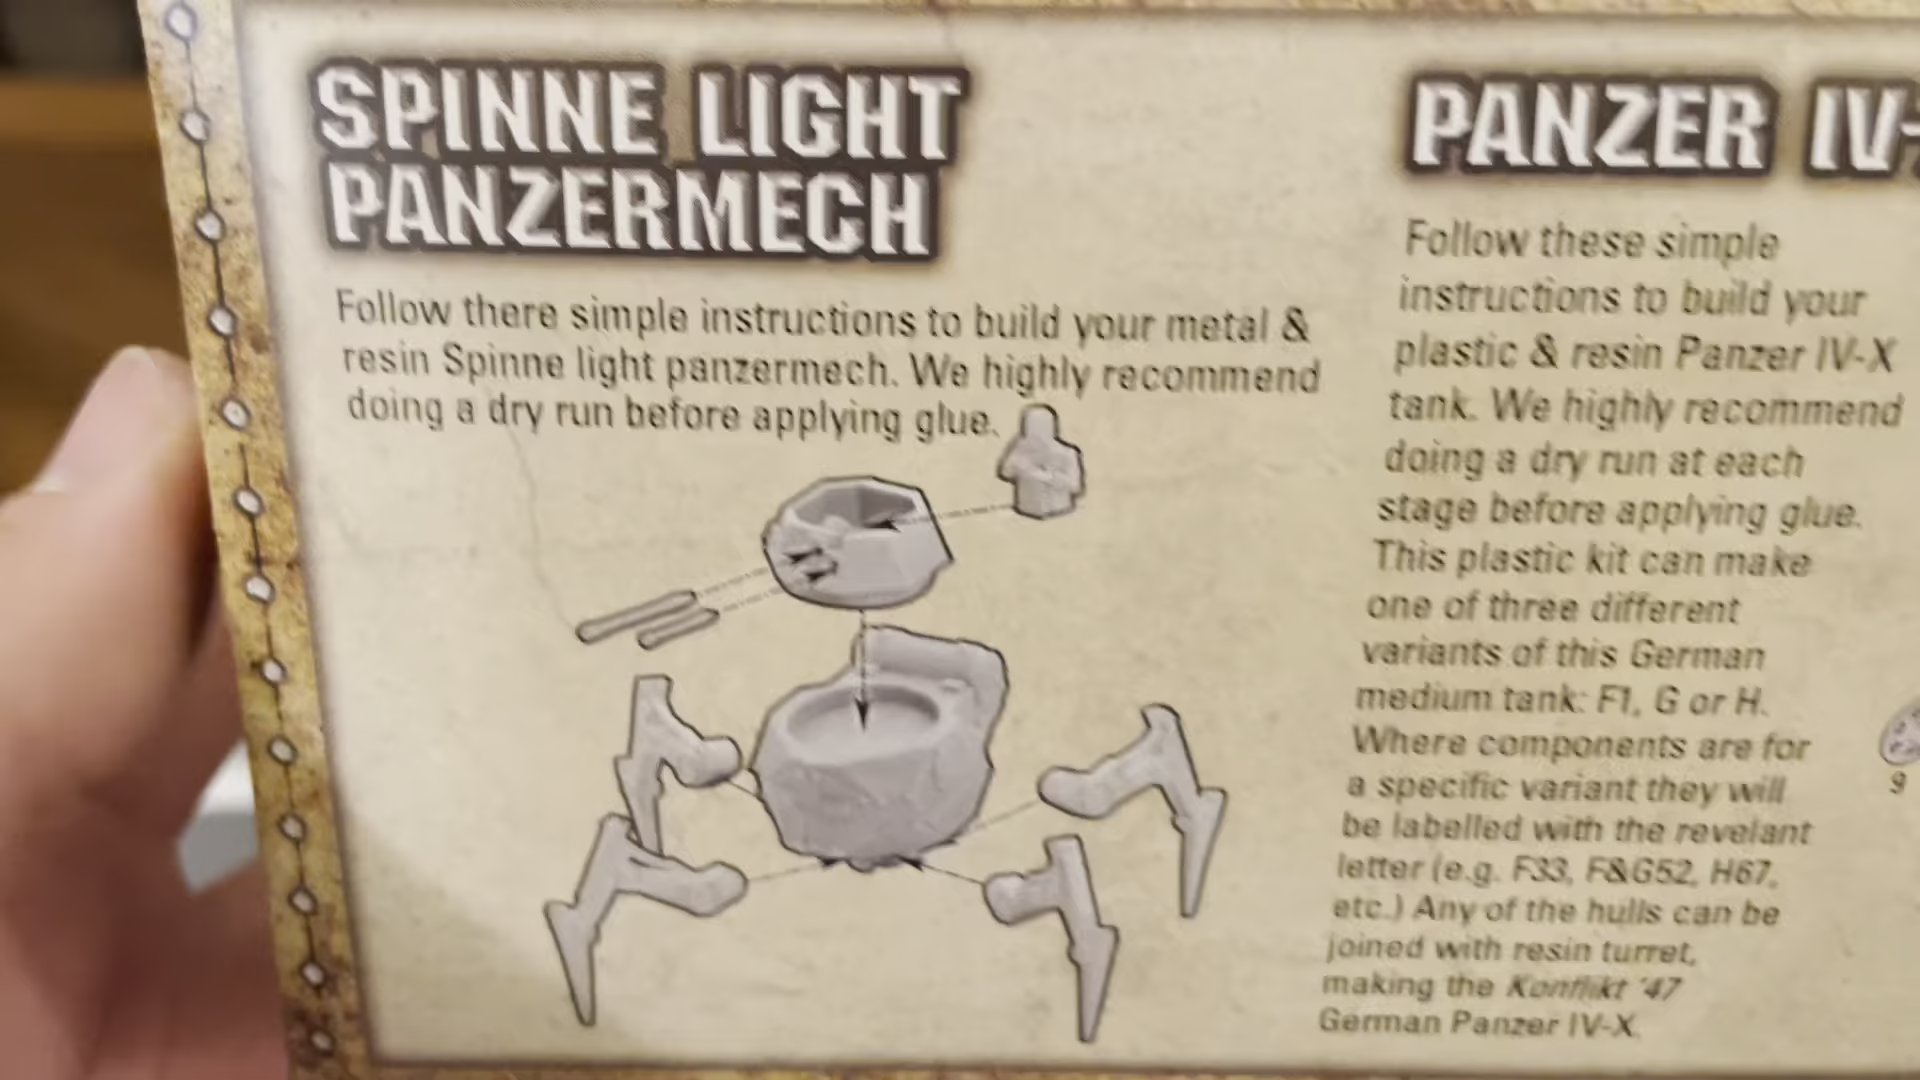 SPINNE LIGHT
PANZERMECH
Follow there simple instructions to build your metal &
resin Spinne light panzermech. We highly recommend
doing a dry run before applying glue.
PANZER IV-
Follow these simple
instructions to build your
plastic & resin Panzer IV-X
tank. We highly recommend
doing a dry run at each
stage before applying glue.
This plastic kit can make
one of three different
variants of this German
medium tank: F1, G or H.
Where components are for
a specific variant they will
be labelled with the revelant
letter (e.g. F33, F&G52, H67,
etc.) Any of the hulls can be
joined with resin turret,
making the Konflikt '47
German Panzer IV-X.
9